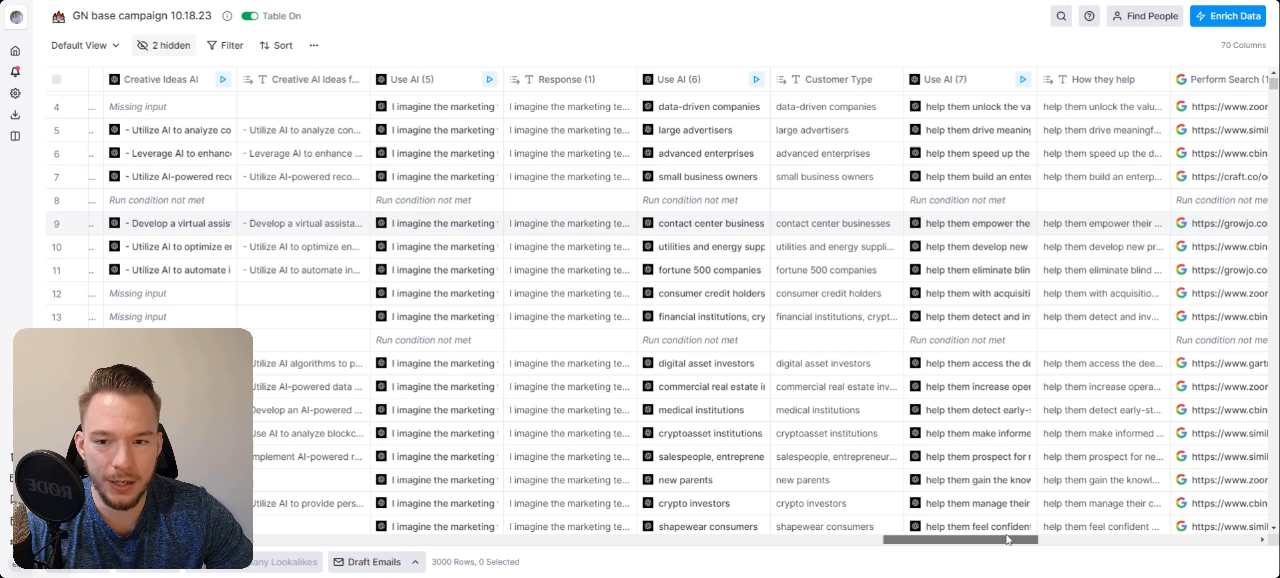 GN base campaign 10.18.23 Table On Find People Enrich Data
Default View 2 hidden Filter Sort ... 70 Columns
Creative Ideas AI Creative AI Ideas f... Use AI (5) Response (1) Use AI (6) Customer Type Use AI (7) How they help Perform Search (1
4 ... Missing input I imagine the marketing I imagine the marketing te... data-driven companies data-driven companies help them unlock the va help them unlock the valu... https://www.zoor
5 ... - Utilize AI to analyze co - Utilize AI to analyze con... I imagine the marketing I imagine the marketing te... large advertisers large advertisers help them drive meaning help them drive meaningf... https://www.simil
6 ... - Leverage AI to enhance - Leverage AI to enhance ... I imagine the marketing I imagine the marketing te... advanced enterprises advanced enterprises help them speed up the help them speed up the d... https://www.cbin
7 ... - Utilize AI-powered reco - Utilize AI-powered reco... I imagine the marketing I imagine the marketing te... small business owners small business owners help them build an enter help them build an enterp... https://craft.co/o
8 ... Run condition not met Run condition not met Run condition not met Run condition not met Run condition not me
9 ... - Develop a virtual assis - Develop a virtual assista... I imagine the marketing I imagine the marketing te... contact center business contact center businesses help them empower the help them empower their ... https://growjo.co
10 ... - Utilize AI to optimize e - Utilize AI to optimize en... I imagine the marketing I imagine the marketing te... utilities and energy supp utilities and energy suppli... help them develop new help them develop new pr... https://www.cbin
11 ... - Utilize AI to automate i - Utilize AI to automate in... I imagine the marketing I imagine the marketing te... fortune 500 companies fortune 500 companies help them eliminate blin help them eliminate blind ... https://growjo.co
12 ... Missing input I imagine the marketing I imagine the marketing te... consumer credit holders consumer credit holders help them with acquisiti help them with acquisitio... https://www.zoor
13 ... Missing input I imagine the marketing I imagine the marketing te... financial institutions, cry financial institutions, crypt... help them detect and in help them detect and inv... https://www.cbin
Run condition not met Run condition not met Run condition not met Run condition not me
Utilize AI algorithms to p... I imagine the marketing I imagine the marketing te... digital asset investors digital asset investors help them access the de help them access the dee... https://www.gart
Utilize AI-powered data ... I imagine the marketing I imagine the marketing te... commercial real estate i commercial real estate inv... help them increase oper help them increase opera... https://www.zoor
Develop an AI-powered ... I imagine the marketing I imagine the marketing te... medical institutions medical institutions help them detect early- help them detect early-st... https://www.cbin
Use AI to analyze blockc... I imagine the marketing I imagine the marketing te... cryptoasset institutions cryptoasset institutions help them make informe help them make informed ... https://www.simil
mplement AI-powered r... I imagine the marketing I imagine the marketing te... salespeople, entreprene salespeople, entrepreneur... help them prospect for r help them prospect for ne... https://www.simil
I imagine the marketing I imagine the marketing te... new parents new parents help them gain the know help them gain the knowl... https://www.zoor
Utilize AI to provide pers... I imagine the marketing I imagine the marketing te... crypto investors crypto investors help them manage their help them manage their c... https://www.cbin
I imagine the marketing I imagine the marketing te... shapewear consumers shapewear consumers help them feel confident help them feel confident ... https://www.simil
any Lookalikes Draft Emails 3000 Rows, 0 Selected
RØDE